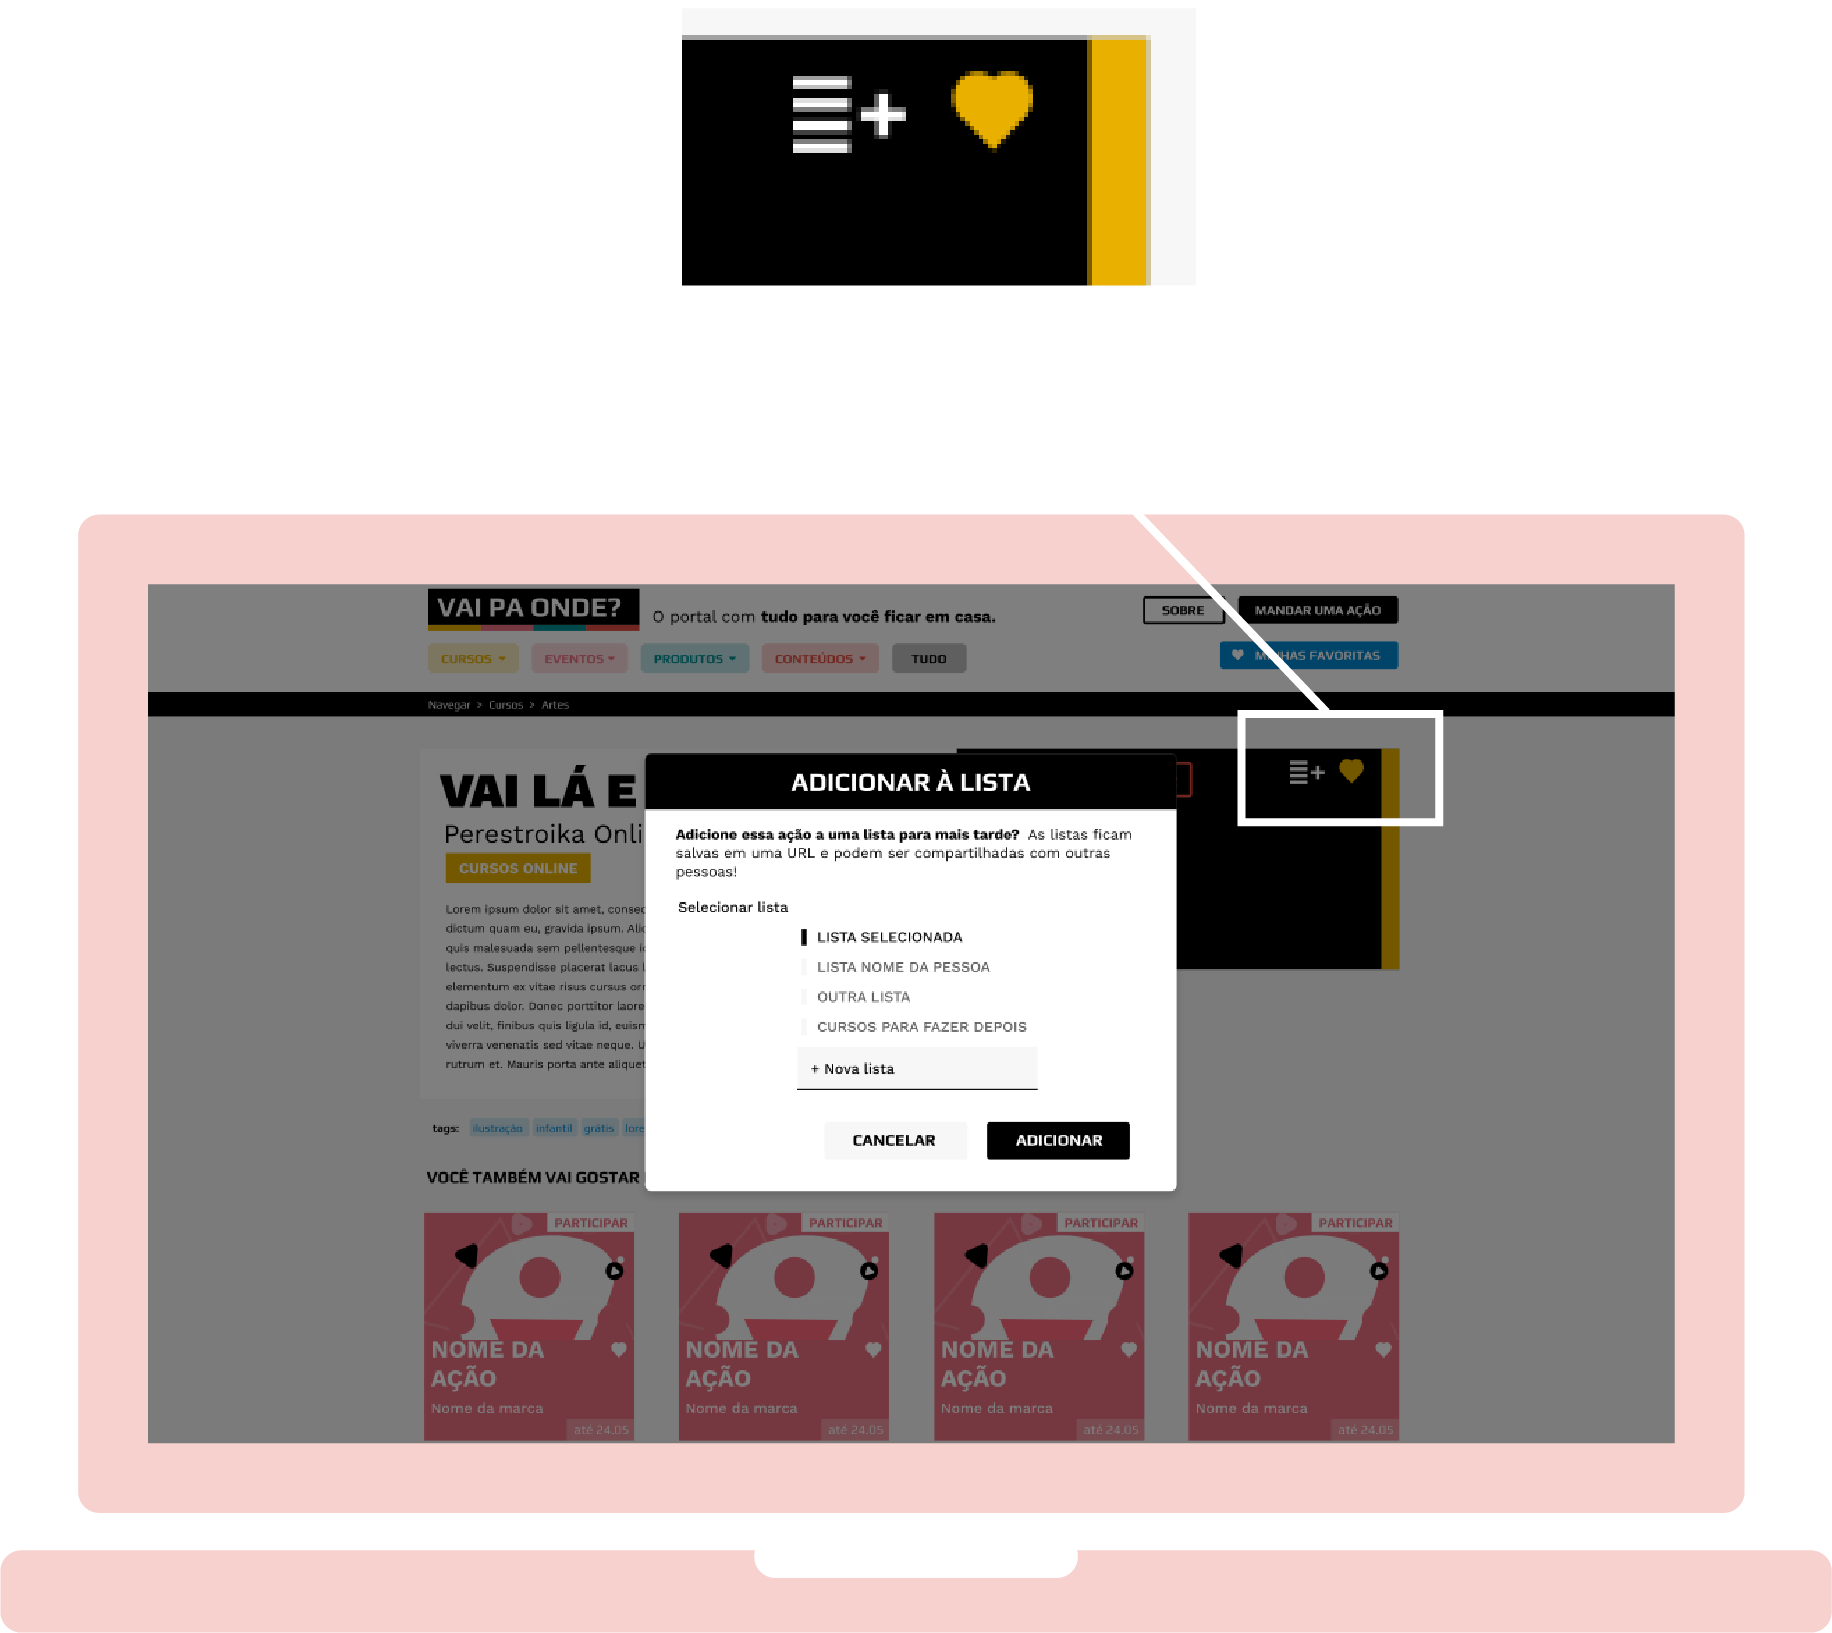 VAI PA ONDE?
O portal com tudo para você ficar em casa.
SOBRE
MANDAR UMA AÇÃO
CURSOS
EVENTOS
PRODUTOS
CONTEÚDOS
TUDO
MINHAS FAVORITAS
Navegar > Cursos > Artes
VAI LÁ E
Perestroika Onli
CURSOS ONLINE
Lorem ipsum dolor sit amet, consec
dictum quam eu, gravida ipsum. Alic
quis malesuada sem pellentesque
lectus. Suspendisse placerat lacus
elementum ex vitae risus cursus
dapibus dolor. Donec porttitor laore
dui velit, finibus quis ligula id,
viverra venenatis sed vitae neque. U
rutrum et. Mauris porta ante aliquet
tags: ilustração infantil grátis lore
VOCÊ TAMBÉM VAI GOSTAR
ADICIONAR À LISTA
Adicione essa ação a uma lista para mais tarde? As listas ficam
salvas em uma URL e podem ser compartilhadas com outras
pessoas!
Selecionar lista
LISTA SELECIONADA
LISTA NOME DA PESSOA
OUTRA LISTA
CURSOS PARA FAZER DEPOIS
+ Nova lista
CANCELAR
ADICIONAR
PARTICIPAR
NOME DA
AÇÃO
Nome da marca
até 24.05
PARTICIPAR
NOME DA
AÇÃO
Nome da marca
até 24.05
PARTICIPAR
NOME DA
AÇÃO
Nome da marca
até 24.05
PARTICIPAR
NOME DA
AÇÃO
Nome da marca
até 24.05